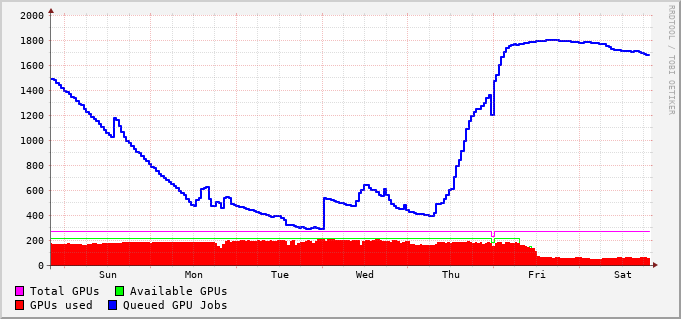 2000
1800
1600
1400
1200
1000
800
600
400
200
0
Sun Mon Tue Wed Thu Fri Sat
Total GPUs Available GPUs
GPUs used Queued GPU Jobs
RRDTOOL / TOBI OETIKER